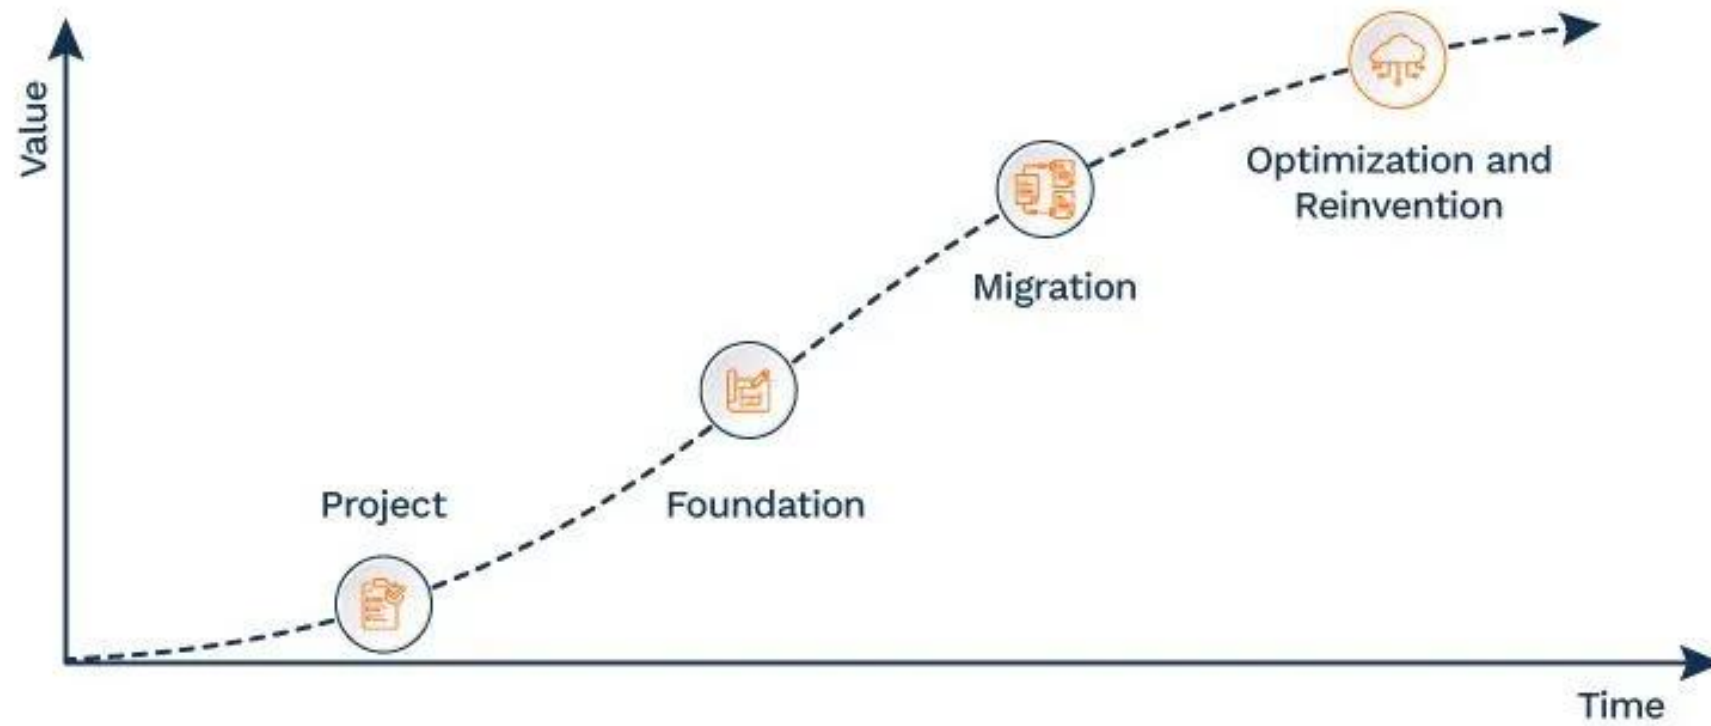 Value
Optimization and
Reinvention
Migration
Project
Foundation
Time